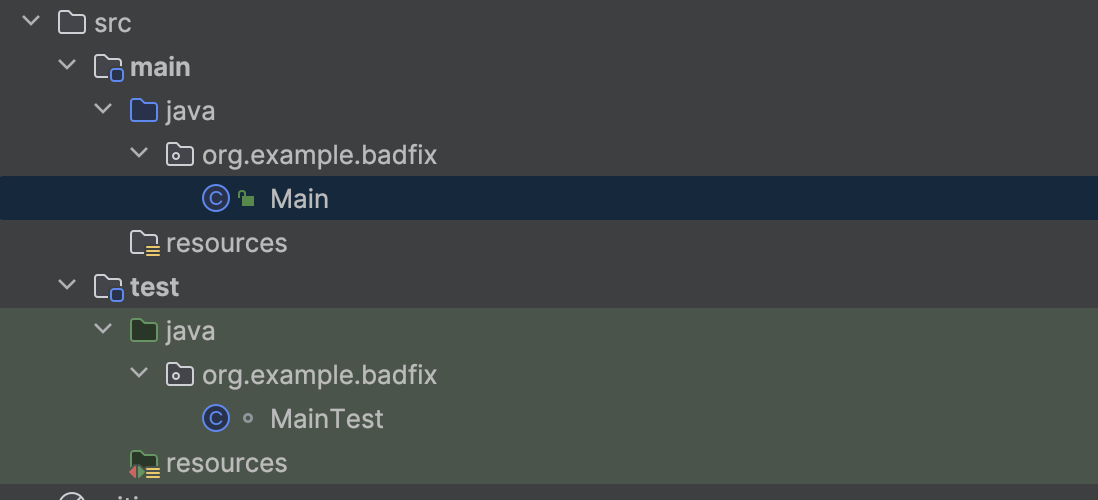 src
main
java
org.example.badfix
C Main
resources
test
java
org.example.badfix
C MainTest
resources